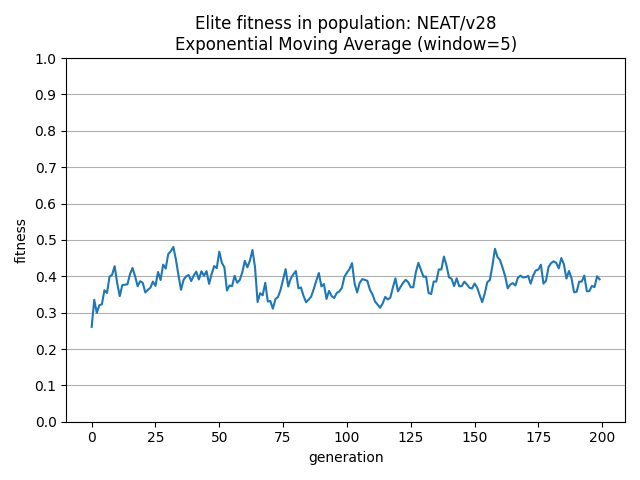 Elite fitness in population: NEAT/v28
Exponential Moving Average (window=5)
1.0
0.9
0.8
0.7
0.6
0.5
0.4
0.3
0.2
0.1
0.0
fitness
0 25 50 75 100 125 150 175 200
generation